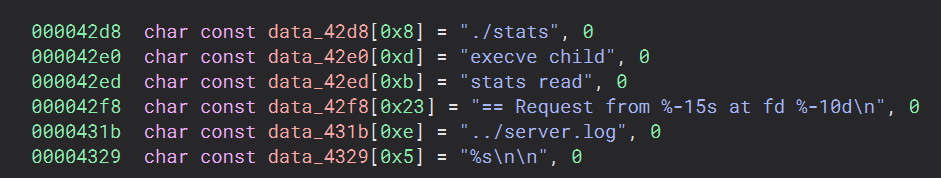 000042d8  char const data_42d8[0x8] = "./stats", 0
000042e0  char const data_42e0[0xd] = "execve child", 0
000042ed  char const data_42ed[0xb] = "stats read", 0
000042f8  char const data_42f8[0x23] = "== Request from %-15s at fd %-10d\n", 0
0000431b  char const data_431b[0xe] = "../server.log", 0
00004329  char const data_4329[0x5] = "%s\n\n", 0